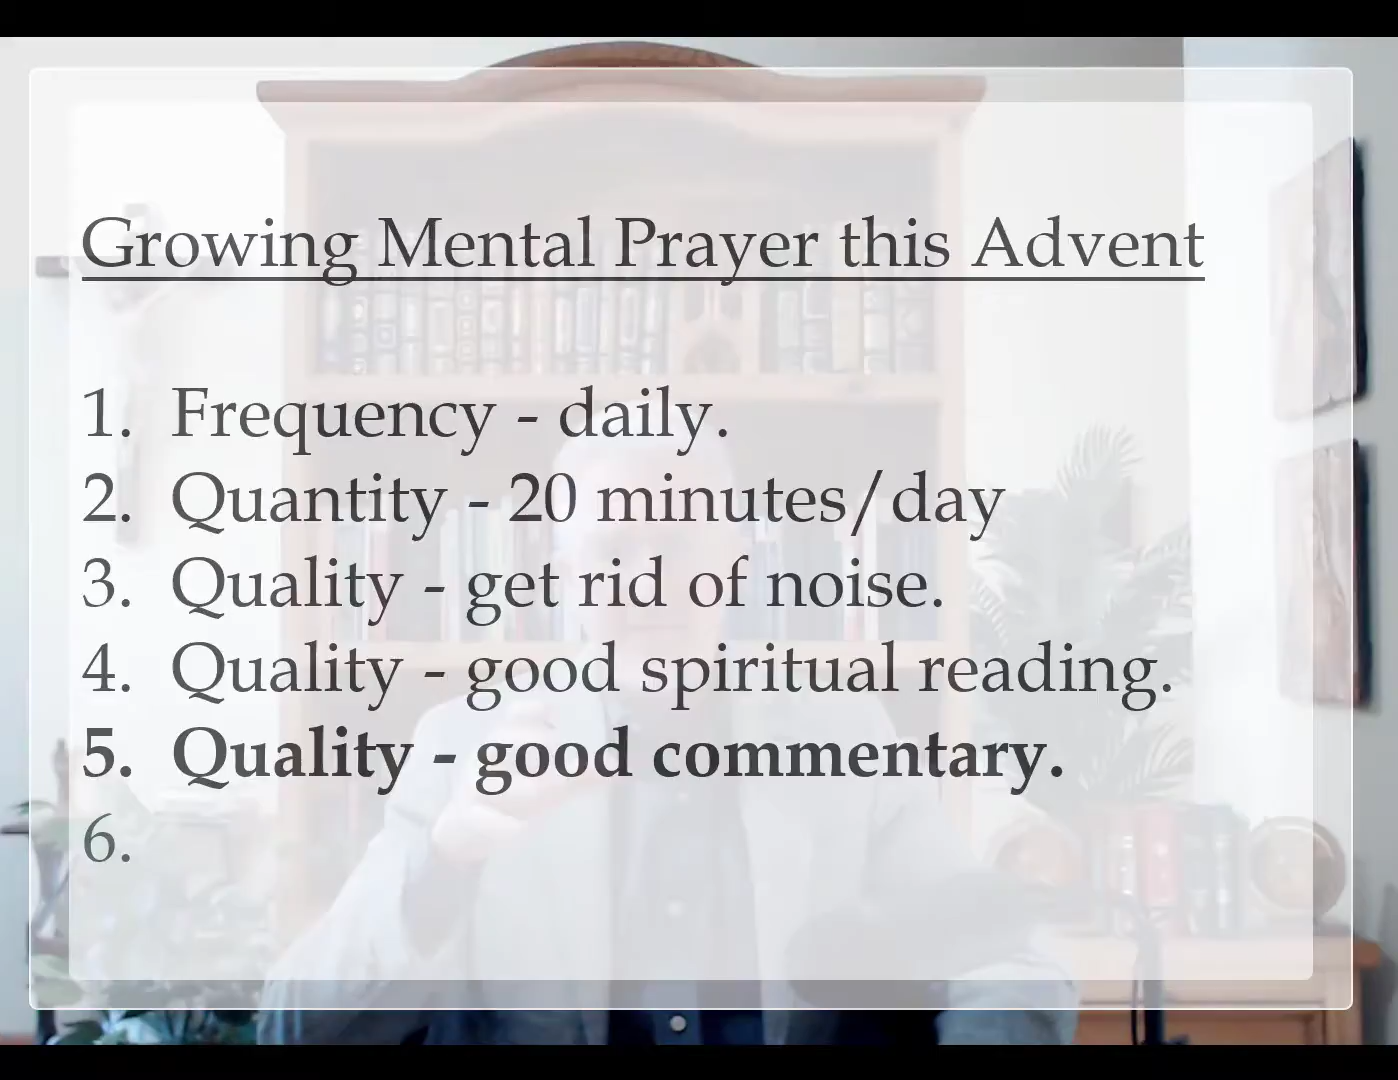 Growing Mental Prayer this Advent
1. Frequency - daily.
2. Quantity - 20 minutes/day
3. Quality - get rid of noise.
4. Quality - good spiritual reading.
5. Quality - good commentary.
6.